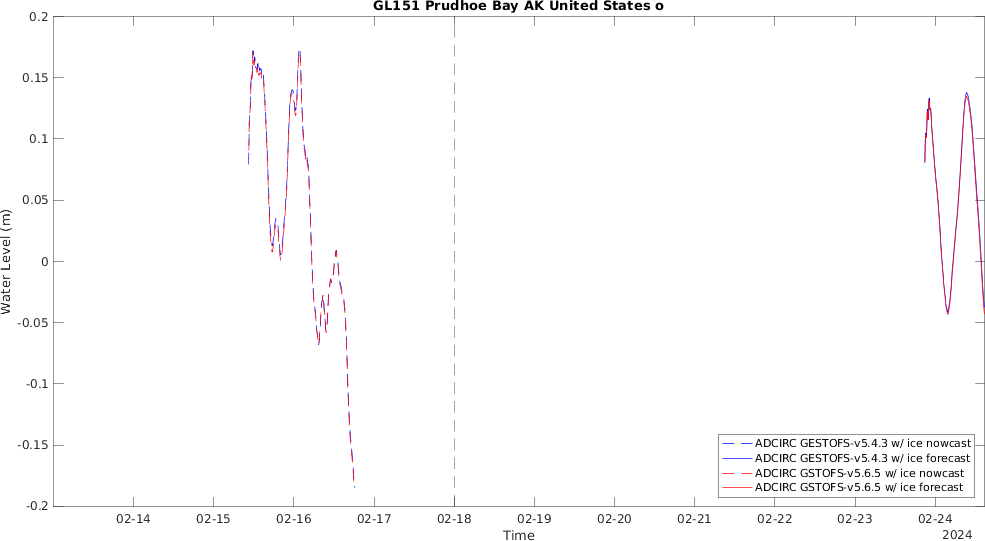 GL151 Prudhoe Bay AK United States o
Water Level (m)
0.2
0.15
0.1
0.05
0
-0.05
-0.1
-0.15
-0.2
ADCIRC GESTOFS-v5.4.3 w/ ice nowcast
ADCIRC GESTOFS-v5.4.3 w/ ice forecast
ADCIRC GSTOFS-v5.6.5 w/ ice nowcast
ADCIRC GSTOFS-v5.6.5 w/ ice forecast
02-14 02-15 02-16 02-17 02-18 02-19 02-20 02-21 02-22 02-23 02-24
Time
2024